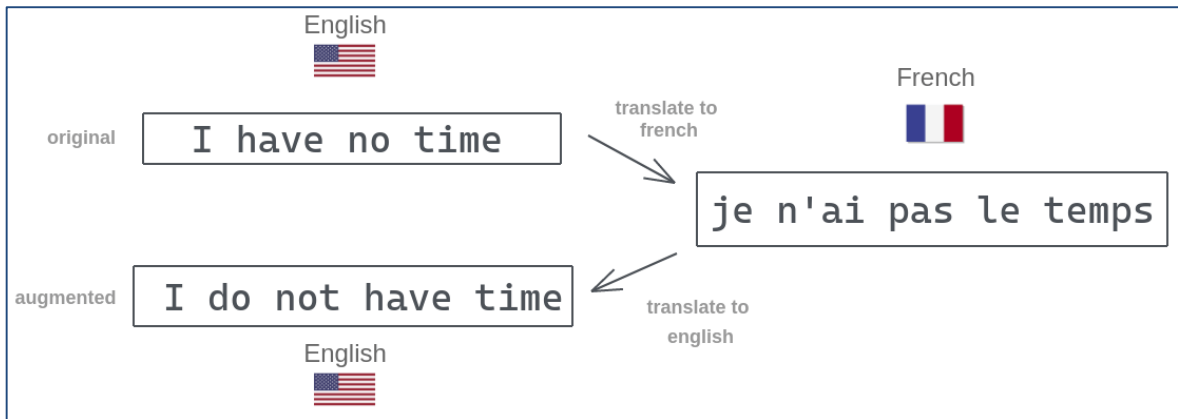 English
French
translate to
french
original
I have no time
je n'ai pas le temps
augmented
I do not have time
translate to
english
English